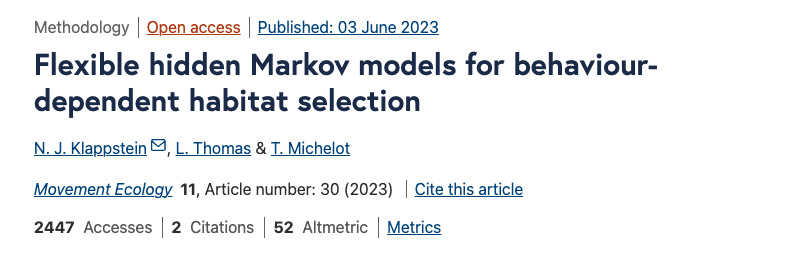 Methodology | Open access | Published: 03 June 2023
Flexible hidden Markov models for behaviour-
dependent habitat selection
N. J. Klappstein, L. Thomas & T. Michelot
Movement Ecology 11, Article number: 30 (2023) | Cite this article
2447 Accesses | 2 Citations | 52 Altmetric | Metrics